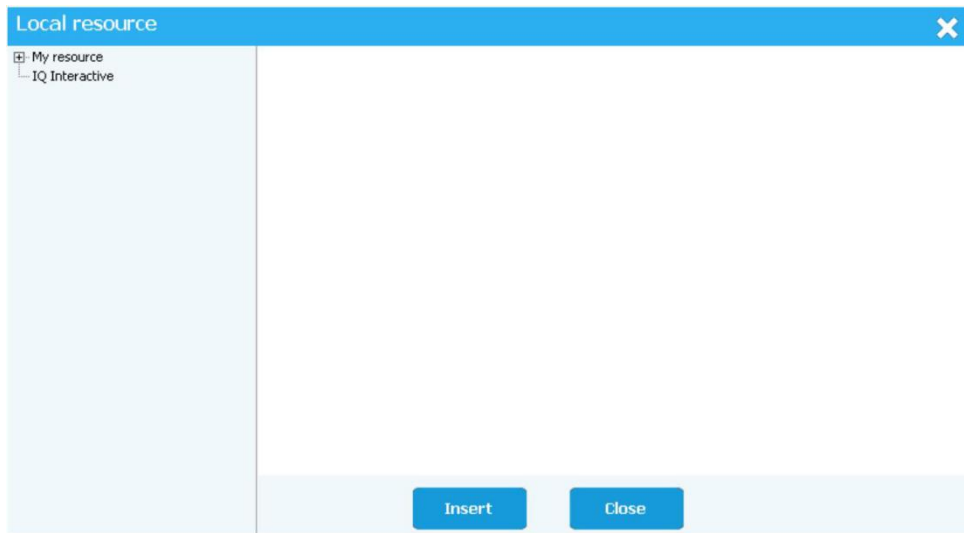 Local resource
My resource
IQ Interactive
Insert
Close